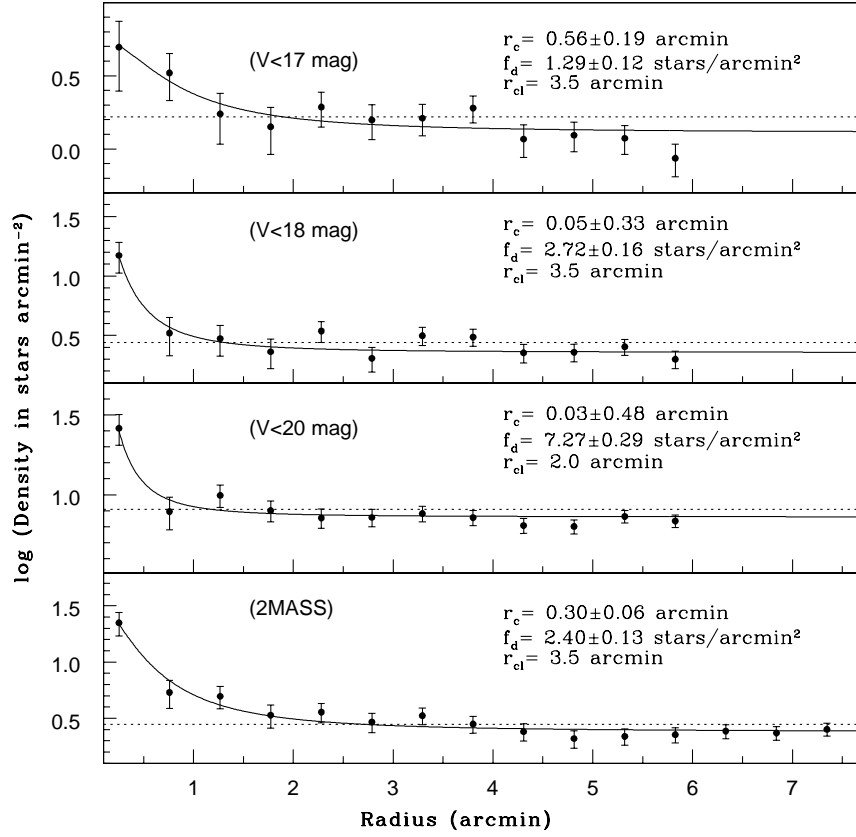 (V<17 mag)
r_c= 0.56±0.19 arcmin
f_d= 1.29±0.12 stars/arcmin²
r_cl= 3.5 arcmin
0.5
0.0
(V<18 mag)
r_c= 0.05±0.33 arcmin
f_d= 2.72±0.16 stars/arcmin²
r_cl= 3.5 arcmin
1.5
1.0
0.5
(V<20 mag)
r_c= 0.03±0.48 arcmin
f_d= 7.27±0.29 stars/arcmin²
r_cl= 2.0 arcmin
1.5
1.0
(2MASS)
r_c= 0.30±0.06 arcmin
f_d= 2.40±0.13 stars/arcmin²
r_cl= 3.5 arcmin
1.5
1.0
0.5
log (Density in stars arcmin⁻²)
1 2 3 4 5 6 7
Radius (arcmin)